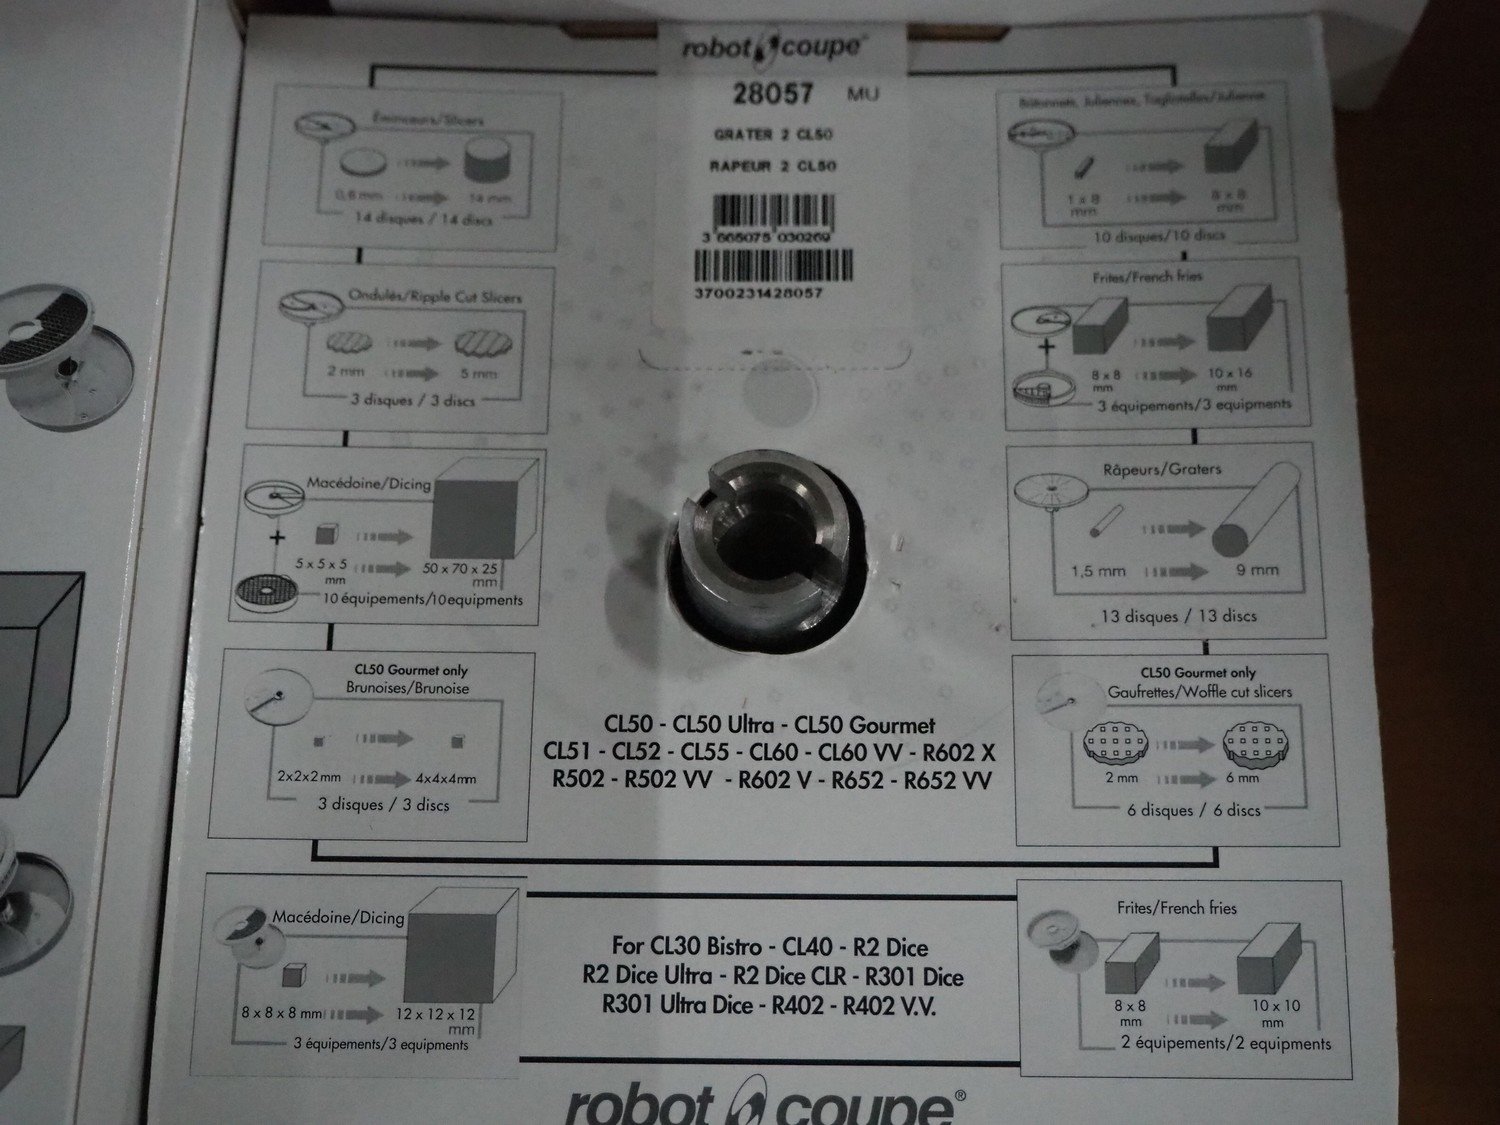 robot coupe®
28057 MU
GRATER 2 CL50
RAPEUR 2 CL50
3 665075 030269
3700231428057
Éminceurs/Slicers
0,8 mm
14 mm
14 disques / 14 discs
Ondulés/Ripple Cut Slicers
2 mm
5 mm
3 disques / 3 discs
Macédoine/Dicing
+
5 x 5 x 5
mm
50 x 70 x 25
mm
10 équipements/10equipments
CL50 Gourmet only
Brunoises/Brunoise
2x2x2mm
4x4x4mm
3 disques / 3 discs
Bâtonnets, Juliennes, Tagliatelles/Julienne
1 x 8
mm
8 x 8
mm
10 disques/10 discs
Frites/French fries
+
8 x 8
mm
10 x 16
mm
3 équipements/3 equipments
Râpeurs/Graters
1,5 mm
9 mm
13 disques / 13 discs
CL50 Gourmet only
Gaufrettes/Woffle cut slicers
2 mm
6 mm
6 disques / 6 discs
CL50 - CL50 Ultra - CL50 Gourmet
CL51 - CL52 - CL55 - CL60 - CL60 VV - R602 X
R502 - R502 VV - R602 V - R652 - R652 VV
Macédoine/Dicing
8 x 8 x 8 mm
12 x 12 x 12
mm
3 équipements/3 equipments
For CL30 Bistro - CL40 - R2 Dice
R2 Dice Ultra - R2 Dice CLR - R301 Dice
R301 Ultra Dice - R402 - R402 V.V.
Frites/French fries
8 x 8
mm
10 x 10
mm
2 équipements/2 equipments
robot coupe®